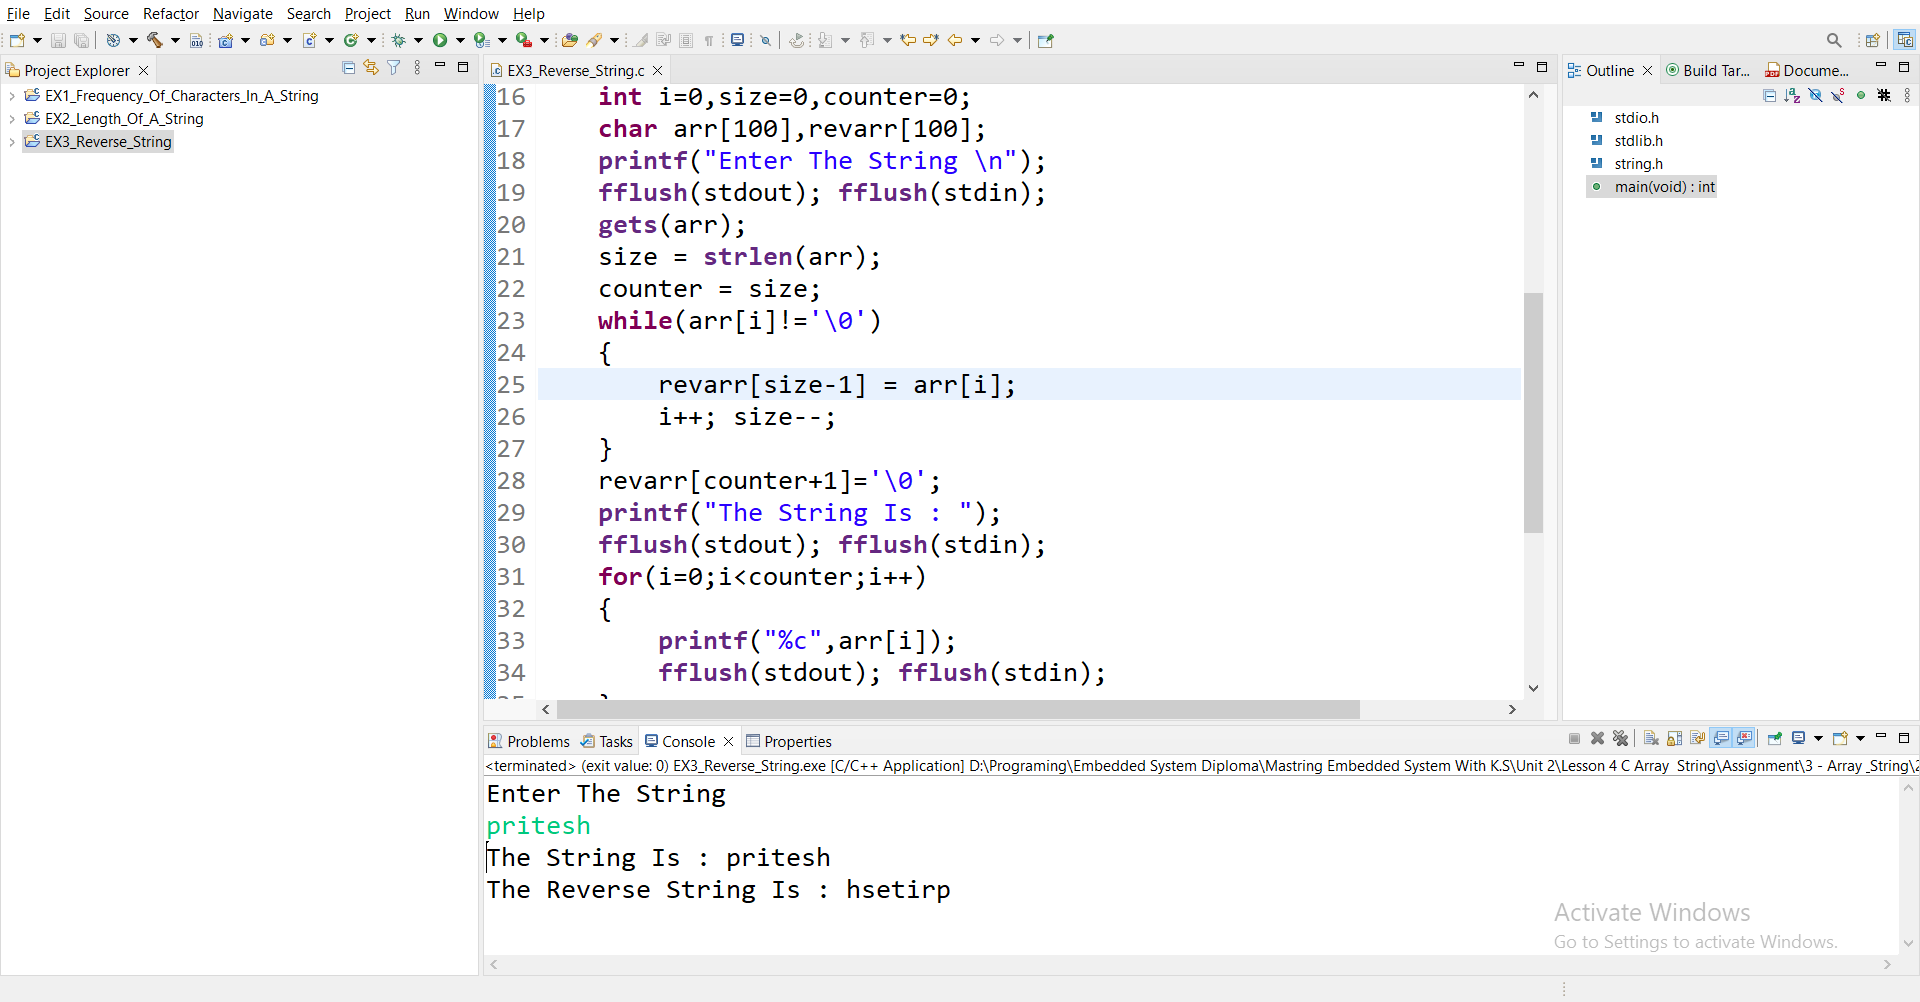 File Edit Source Refactor Navigate Search Project Run Window Help
Project Explorer
EX1_Frequency_Of_Characters_In_A_String
EX2_Length_Of_A_String
EX3_Reverse_String
EX3_Reverse_String.c
16 int i=0,size=0,counter=0;
17 char arr[100],revarr[100];
18 printf("Enter The String \n");
19 fflush(stdout); fflush(stdin);
20 gets(arr);
21 size = strlen(arr);
22 counter = size;
23 while(arr[i]!='\0')
24 {
25 revarr[size-1] = arr[i];
26 i++; size--;
27 }
28 revarr[counter+1]='\0';
29 printf("The String Is : ");
30 fflush(stdout); fflush(stdin);
31 for(i=0;i<counter;i++)
32 {
33 printf("%c",arr[i]);
34 fflush(stdout); fflush(stdin);
Outline Build Tar... Docume...
stdio.h
stdlib.h
string.h
main(void) : int
Problems Tasks Console Properties
<terminated> (exit value: 0) EX3_Reverse_String.exe [C/C++ Application] D:\Programing\Embedded System Diploma\Mastring Embedded System With K.S\Unit 2\Lesson 4 C Array String\Assignment\3 - Array _String\2
Enter The String
pritesh
The String Is : pritesh
The Reverse String Is : hsetirp
Activate Windows
Go to Settings to activate Windows.